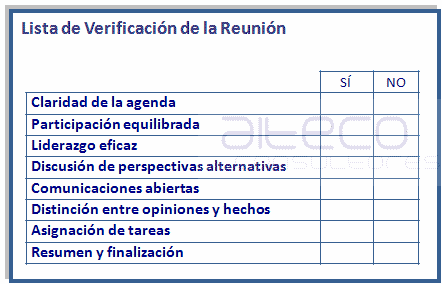 Lista de Verificación de la Reunión
SÍ NO
Claridad de la agenda
Participación equilibrada
aiteco
Liderazgo eficaz
Discusión de perspectivas alternativas
Comunicaciones abiertas
Distinción entre opiniones y hechos
Asignación de tareas
Resumen y finalización